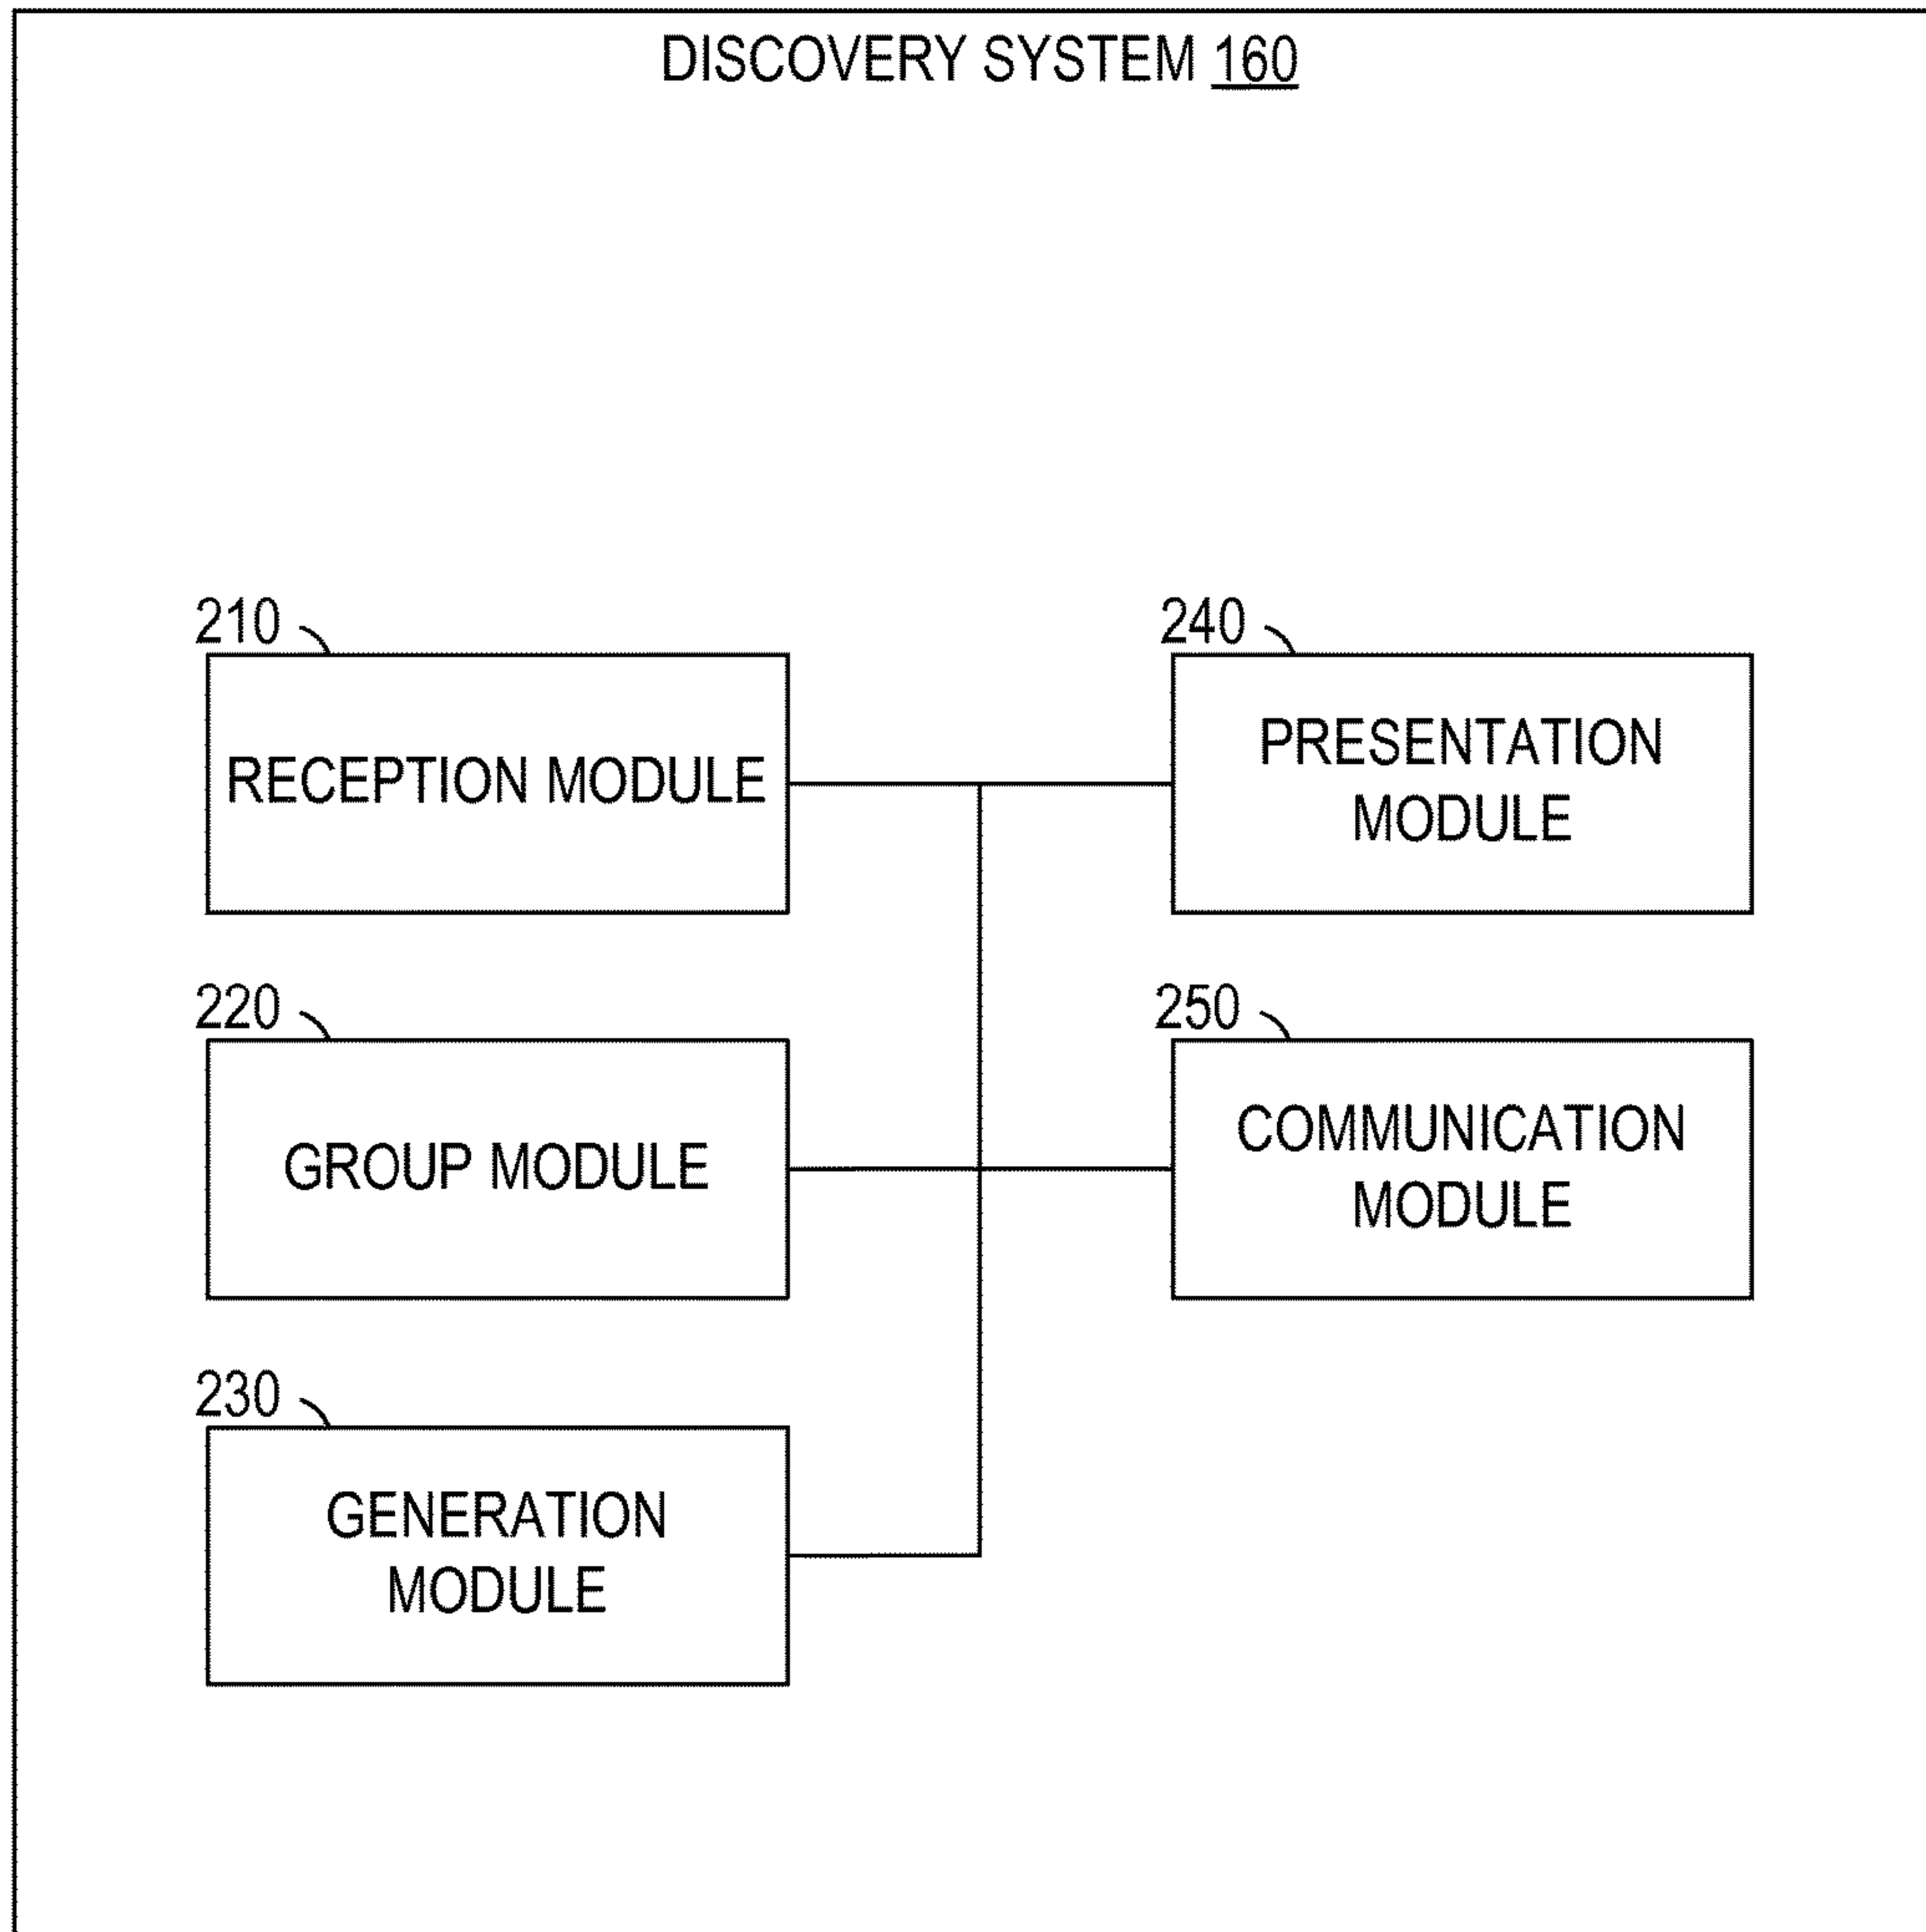 DISCOVERY SYSTEM 160
210
RECEPTION MODULE
240
PRESENTATION
MODULE
220
GROUP MODULE
250
COMMUNICATION
MODULE
230
GENERATION
MODULE